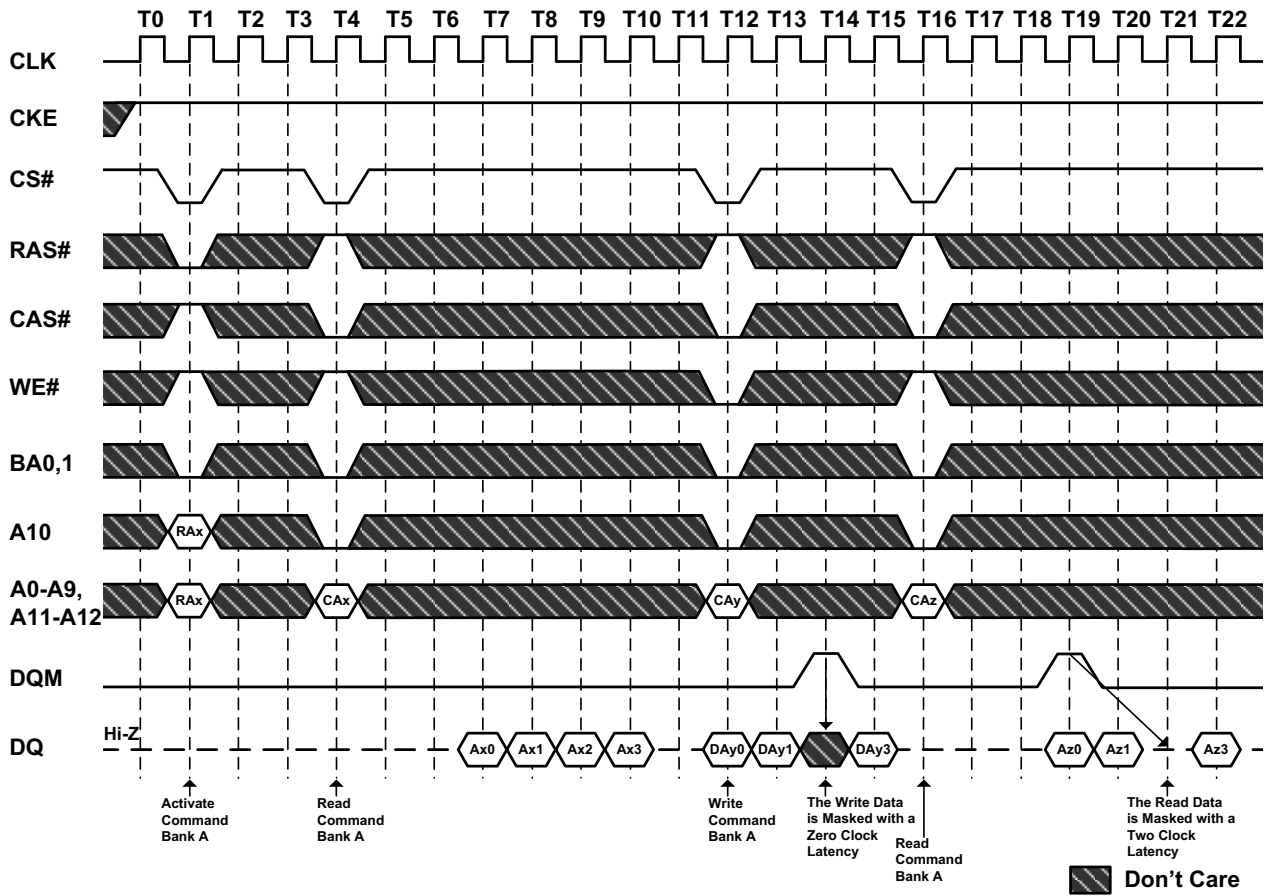 T0 T1 T2 T3 T4 T5 T6 T7 T8 T9 T10 T11 T12 T13 T14 T15 T16 T17 T18 T19 T20 T21 T22
CLK
CKE
CS#
RAS#
CAS#
WE#
BA0,1
A10
RAx
A0-A9,
A11-A12
RAx CAx CAy CAz
DQM
DQ
Hi-Z
Ax0 Ax1 Ax2 Ax3 DAy0 DAy1 DAy3 Az0 Az1 Az3
Activate
Command
Bank A
Read
Command
Bank A
Write
Command
Bank A
The Write Data
is Masked with a
Zero Clock
Latency
Read
Command
Bank A
The Read Data
is Masked with a
Two Clock
Latency
Don't Care